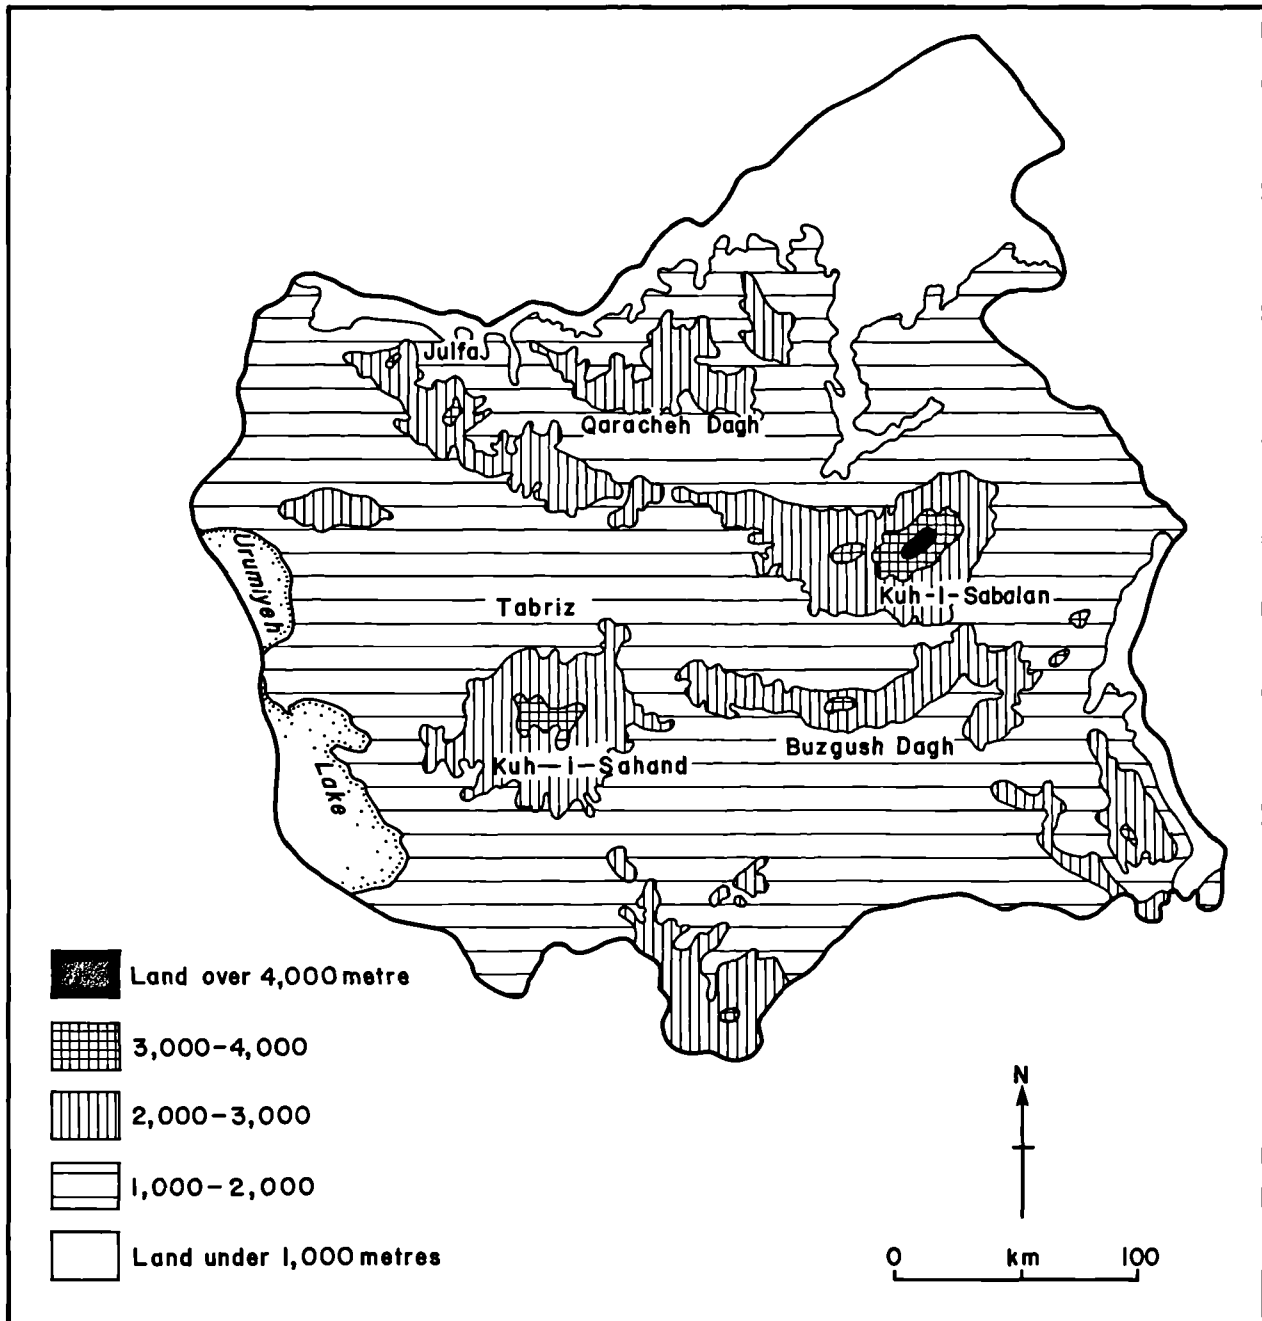 Julfa
Qaracheh Dagh
Urumiyeh
Kuh-I-Sabalan
Tabriz
Buzgush Dagh
Kuh-i-Sahand
Lake
Land over 4,000 metre
3,000-4,000
2,000-3,000
1,000-2,000
Land under 1,000 metres
N
0 km 100